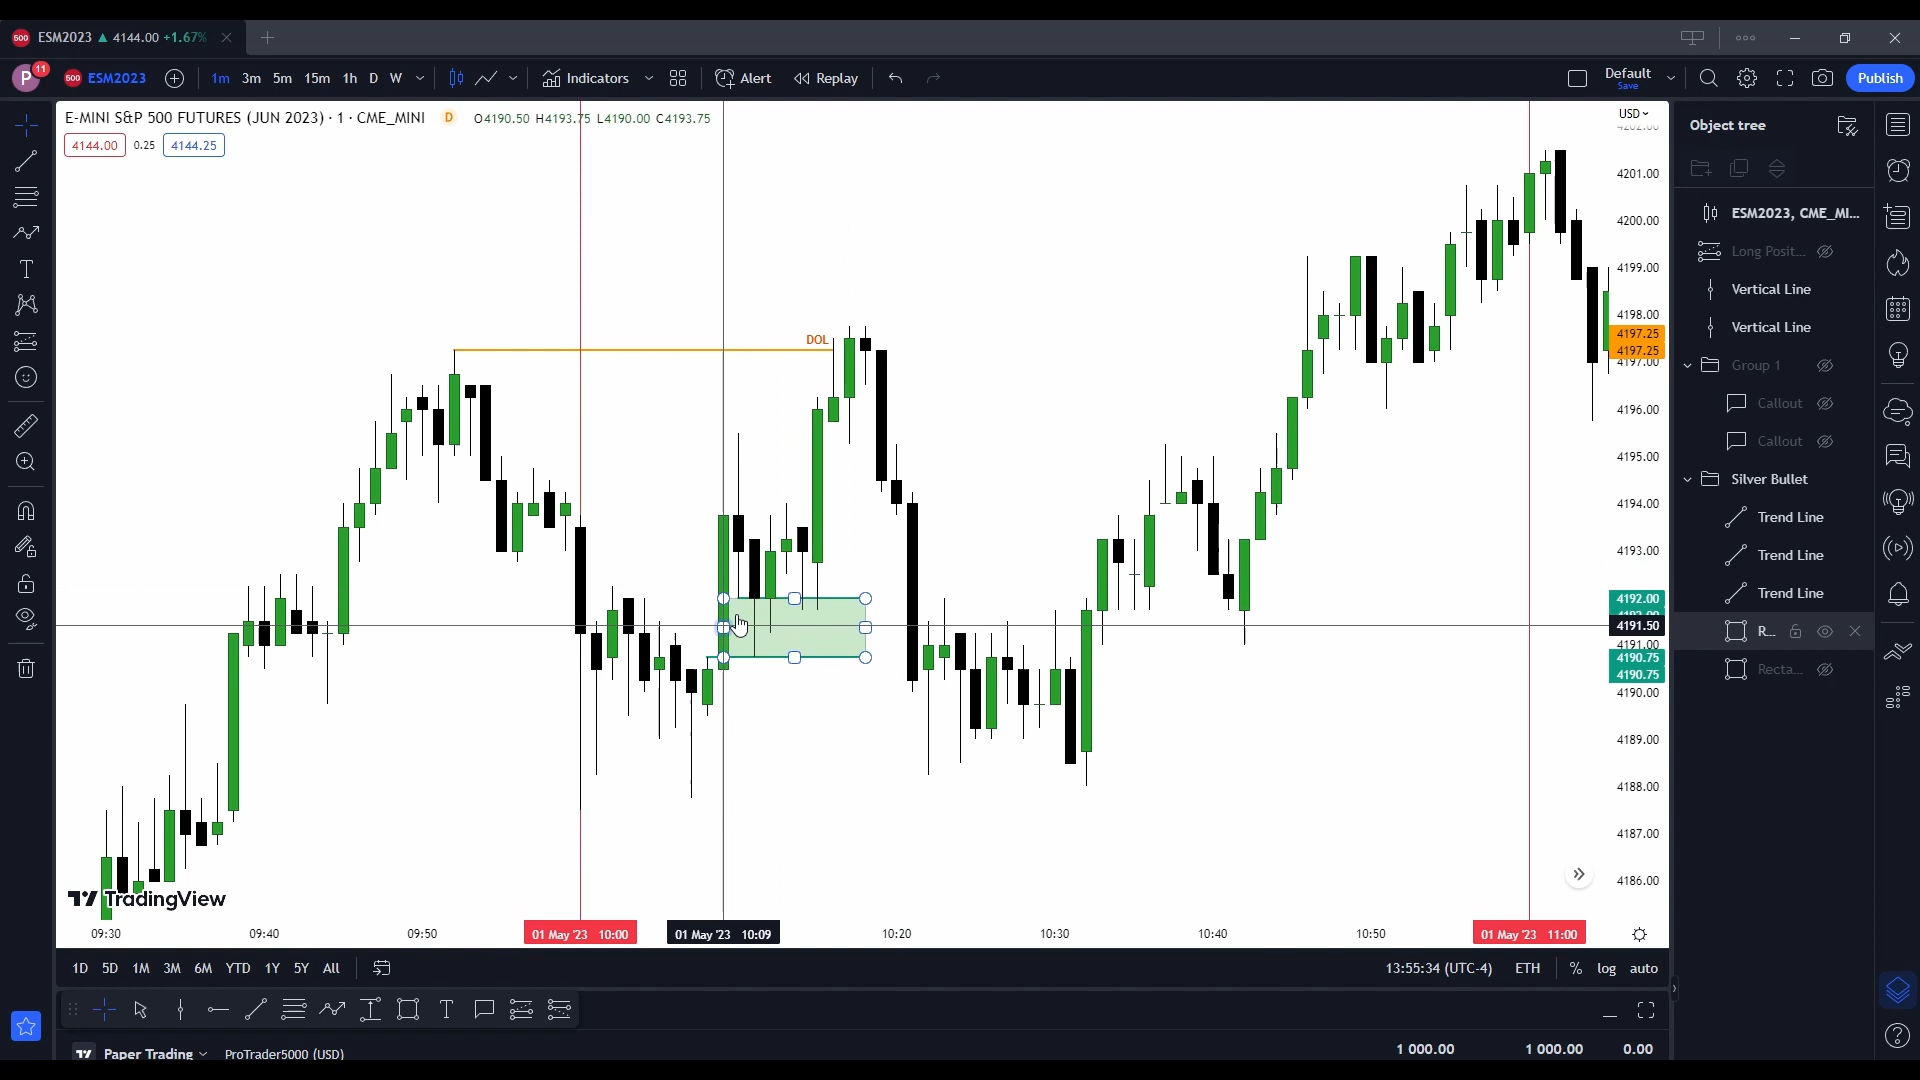 500 ESM2023 ▲ 4144.00 +1.67%
P 11 500 ESM2023 1m 3m 5m 15m 1h D W Indicators Alert Replay Default Save Publish
E-MINI S&P 500 FUTURES (JUN 2023) · 1 · CME_MINI D O4190.50 H4193.75 L4190.00 C4193.75
4144.00 0.25 4144.25
USD
4202.00
4201.00
4200.00
4199.00
4198.00
4197.25
4197.25
4197.00
4196.00
4195.00
4194.00
4193.00
4192.00
4191.50
4191.00
4190.75
4190.75
4190.00
4189.00
4188.00
4187.00
4186.00
DOL
TradingView
09:30 09:40 09:50 01 May '23 10:00 01 May '23 10:09 10:20 10:30 10:40 10:50 01 May '23 11:00
1D 5D 1M 3M 6M YTD 1Y 5Y All 13:55:34 (UTC-4) ETH % log auto
Paper Trading ProTrader5000 (USD) 1 000.00 1 000.00 0.00
Object tree
ESM2023, CME_MI...
Long Posit...
Vertical Line
Vertical Line
Group 1
Callout
Callout
Silver Bullet
Trend Line
Trend Line
Trend Line
R...
Recta...